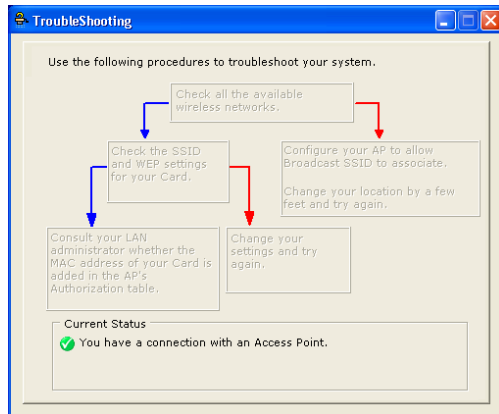 TroubleShooting
Use the following procedures to troubleshoot your system.
Check all the available
wireless networks.
Check the SSID
and WEP settings
for your Card.
Configure your AP to allow
Broadcast SSID to associate.
Change your location by a few
feet and try again.
Consult your LAN
administrator whether the
MAC address of your Card is
added in the AP's
Authorization table.
Change your
settings and try
again.
Current Status
You have a connection with an Access Point.